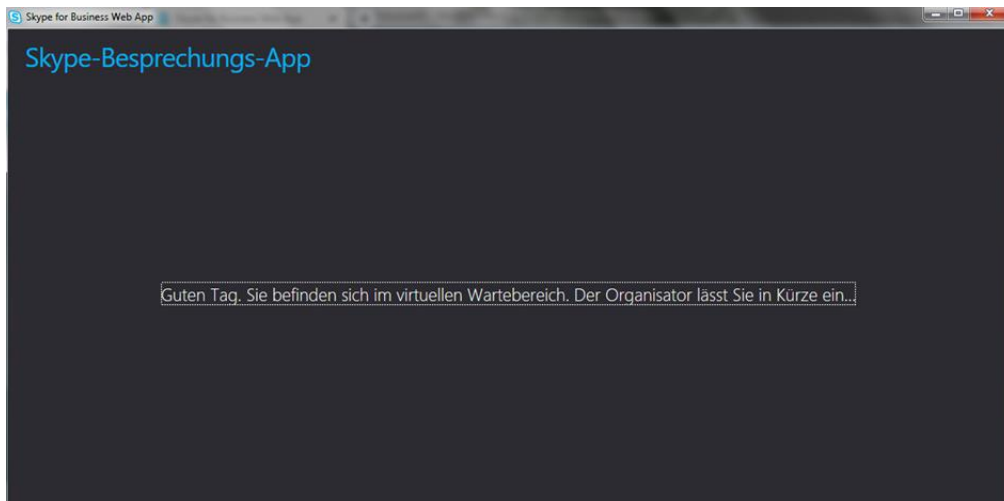 Skype for Business Web App
Skype-Besprechungs-App
Guten Tag. Sie befinden sich im virtuellen Wartebereich. Der Organisator lässt Sie in Kürze ein...